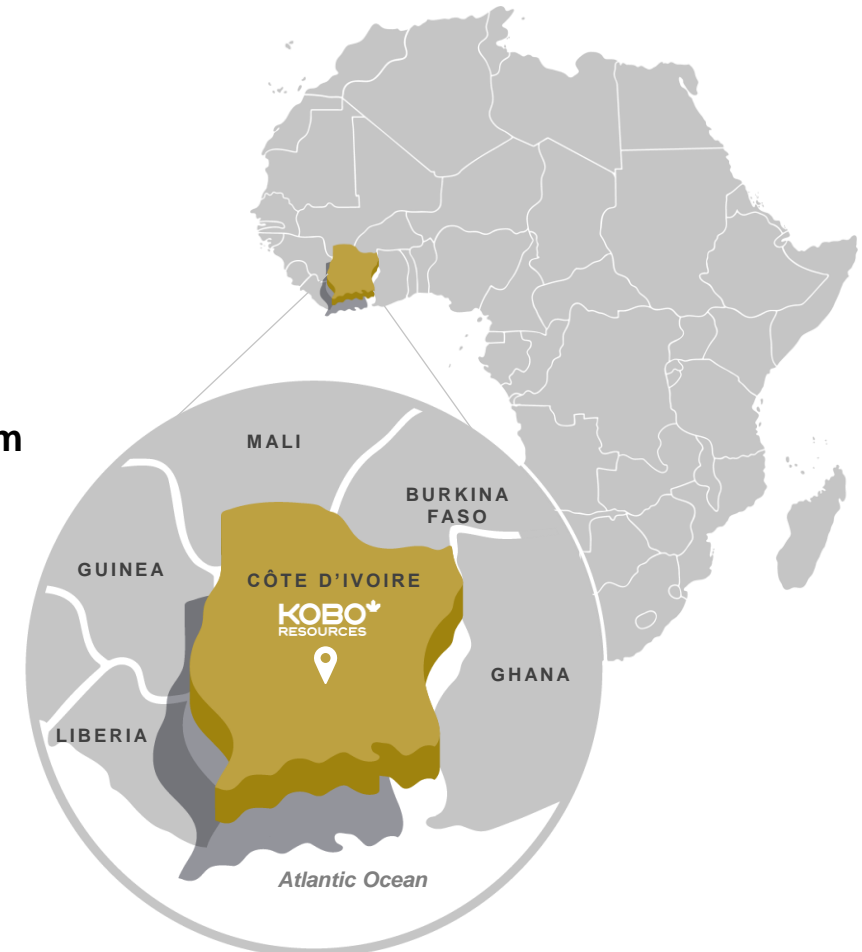 m
MALI
BURKINA
FASO
GUINEA
CÔTE D’IVOIRE
KOBO
RESOURCES
GHANA
LIBERIA
Atlantic Ocean